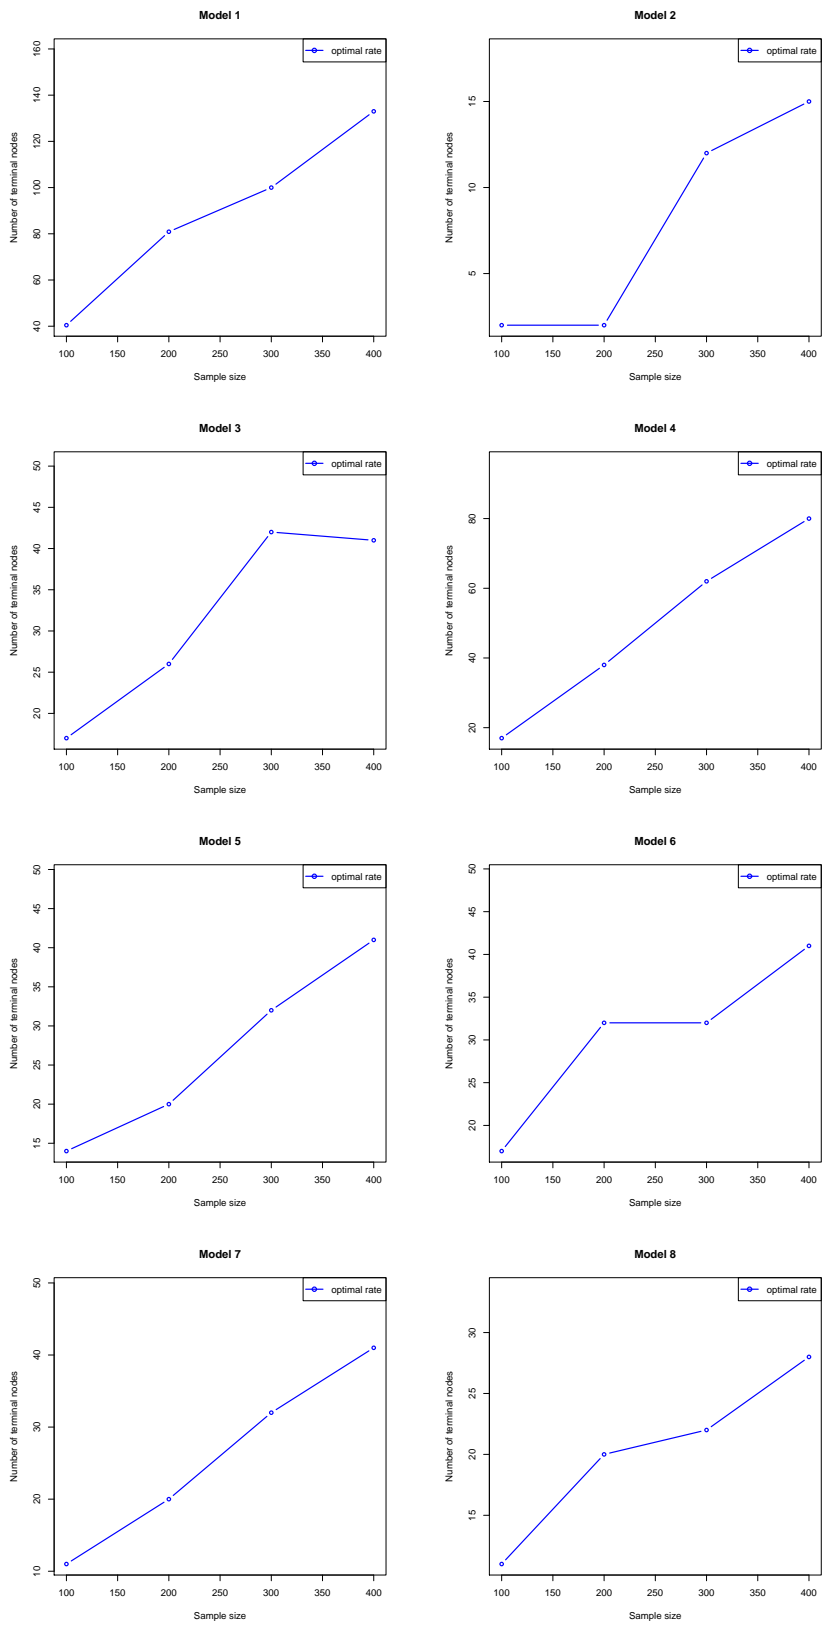 Model 1
optimal rate
Number of terminal nodes
160
140
120
100
80
60
40
100 150 200 250 300 350 400
Sample size
Model 2
optimal rate
Number of terminal nodes
15
10
5
100 150 200 250 300 350 400
Sample size
Model 3
optimal rate
Number of terminal nodes
50
45
40
35
30
25
20
100 150 200 250 300 350 400
Sample size
Model 4
optimal rate
Number of terminal nodes
80
60
40
20
100 150 200 250 300 350 400
Sample size
Model 5
optimal rate
Number of terminal nodes
50
45
40
35
30
25
20
15
100 150 200 250 300 350 400
Sample size
Model 6
optimal rate
Number of terminal nodes
50
45
40
35
30
25
20
100 150 200 250 300 350 400
Sample size
Model 7
optimal rate
Number of terminal nodes
50
40
30
20
10
100 150 200 250 300 350 400
Sample size
Model 8
optimal rate
Number of terminal nodes
30
25
20
15
100 150 200 250 300 350 400
Sample size